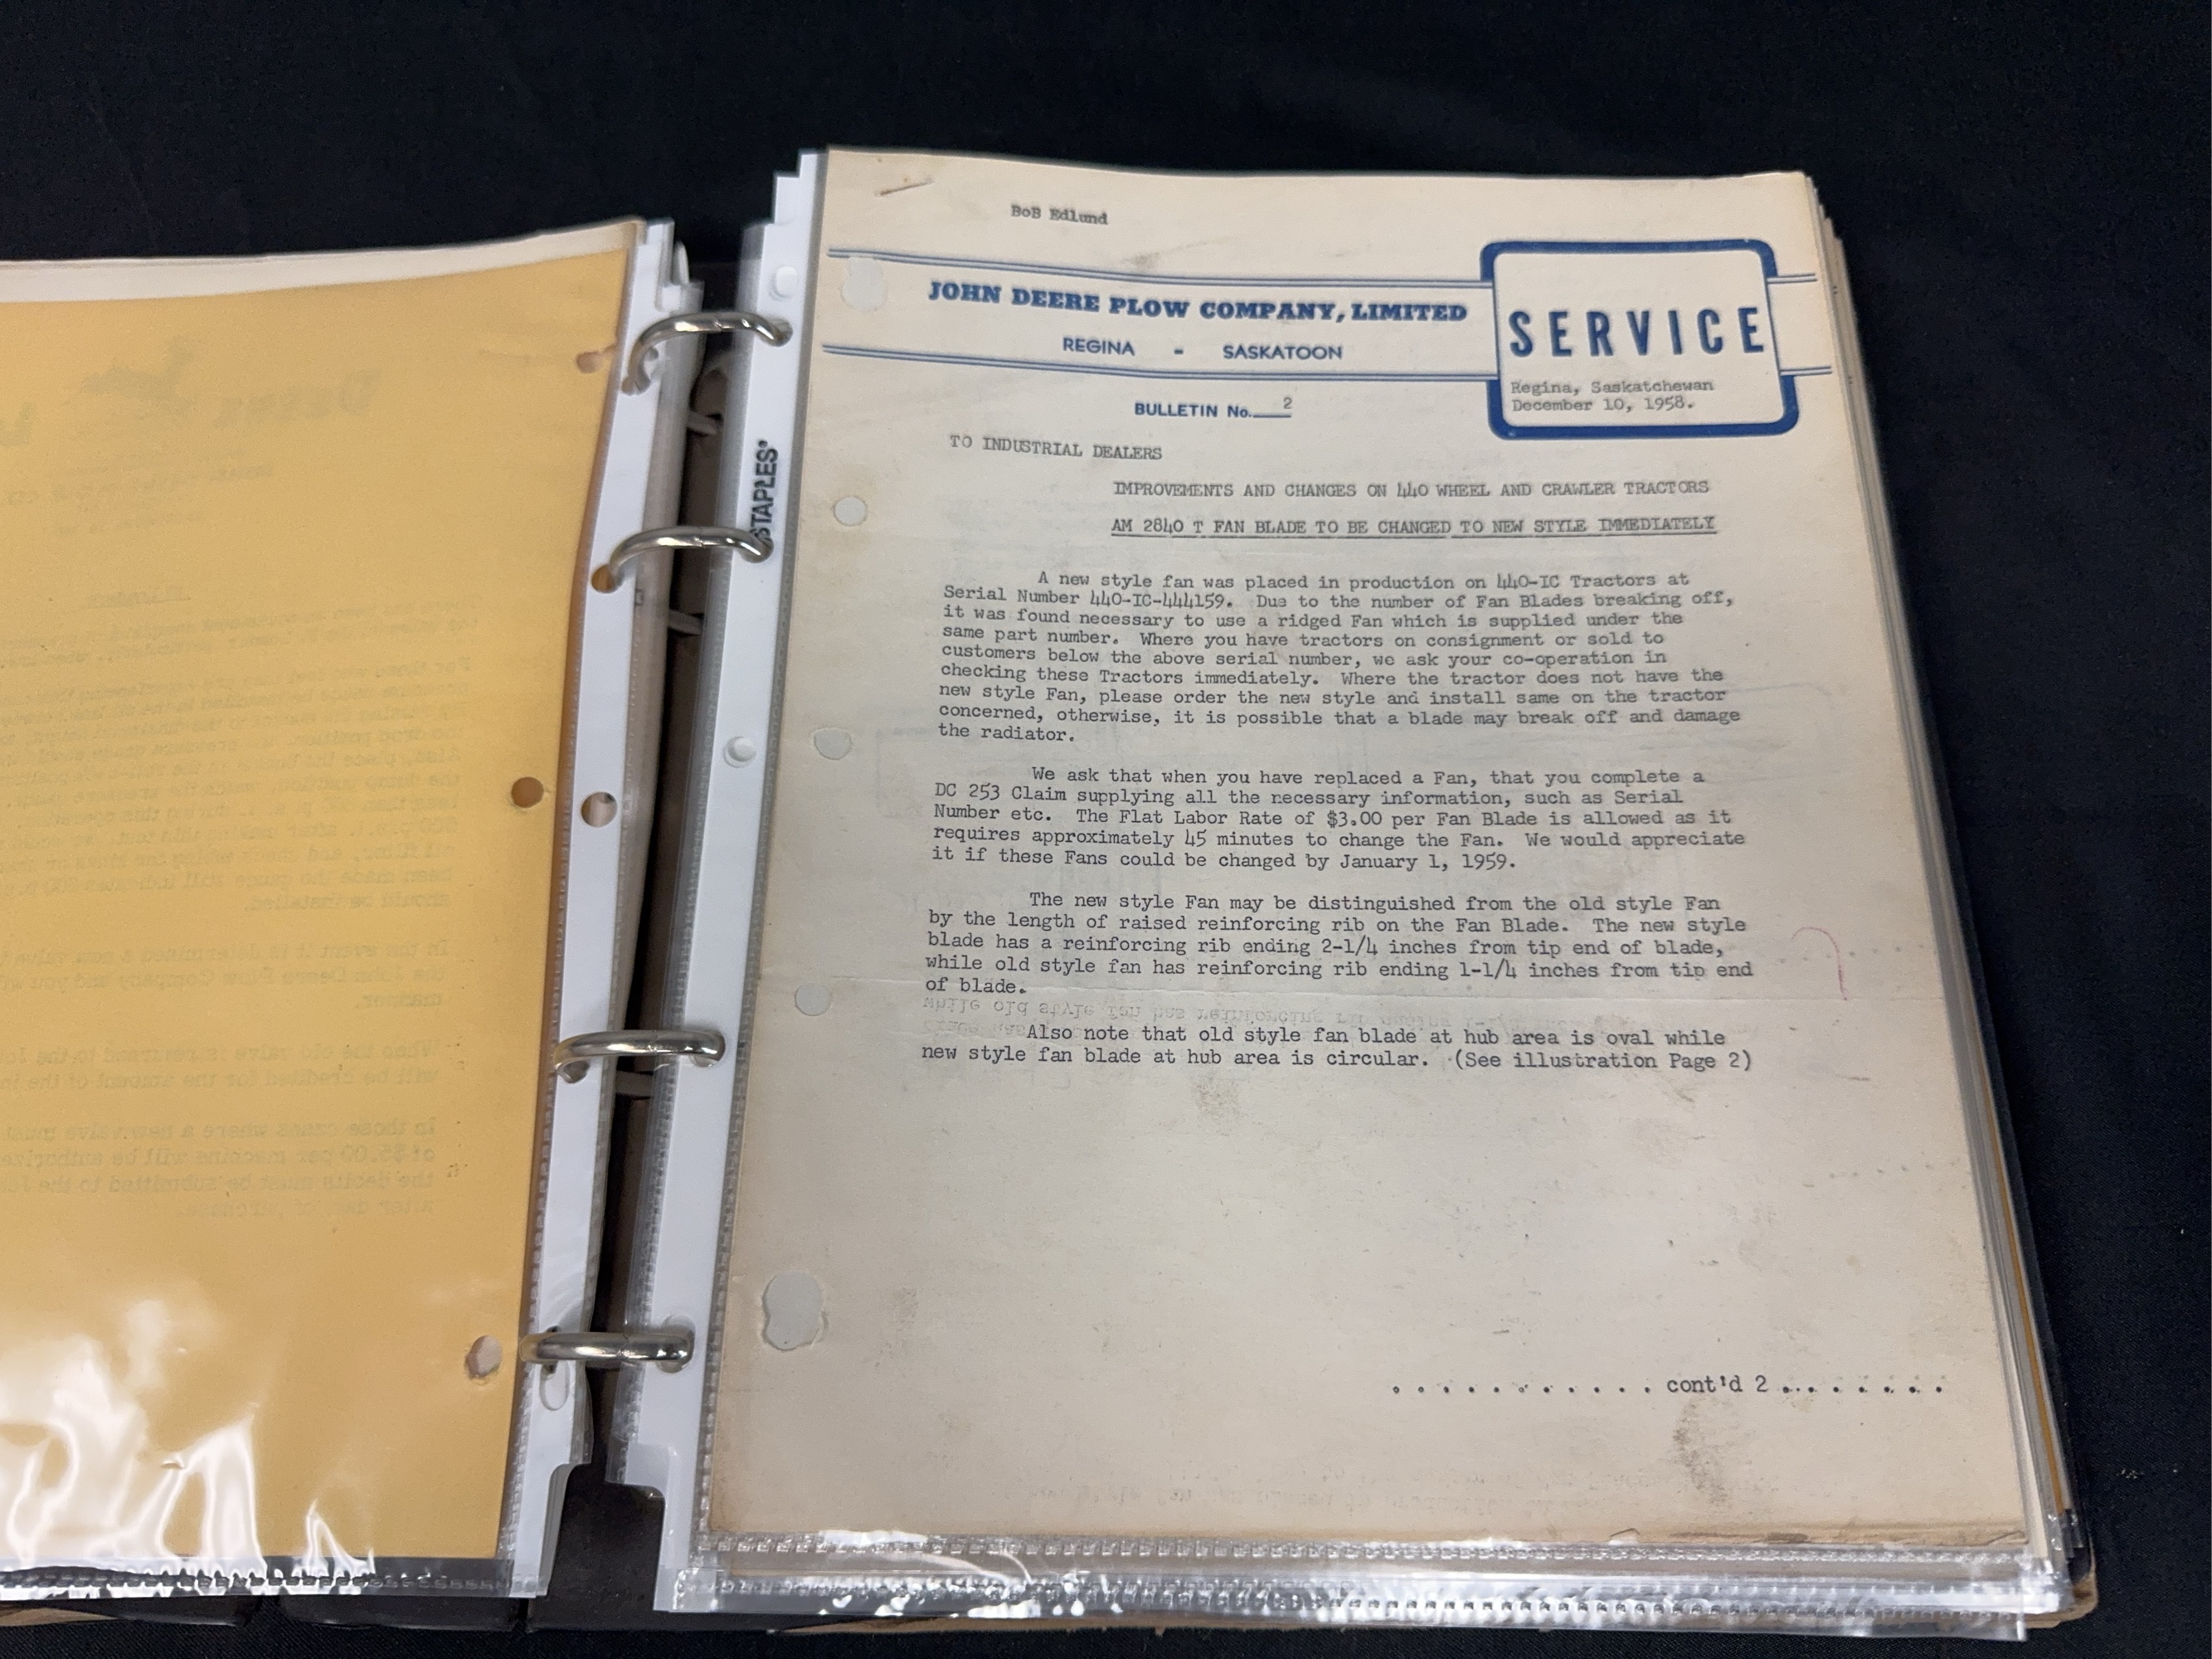 BoB Edlund
JOHN DEERE PLOW COMPANY, LIMITED
REGINA - SASKATOON
SERVICE
Regina, Saskatchewan
December 10, 1958.
BULLETIN No. 2
TO INDUSTRIAL DEALERS
IMPROVEMENTS AND CHANGES ON 440 WHEEL AND CRAWLER TRACTORS
AM 2840 T FAN BLADE TO BE CHANGED TO NEW STYLE IMMEDIATELY
A new style fan was placed in production on 440-IC Tractors at
Serial Number 440-IC-444159. Due to the number of Fan Blades breaking off,
it was found necessary to use a ridged Fan which is supplied under the
same part number. Where you have tractors on consignment or sold to
customers below the above serial number, we ask your co-operation in
checking these Tractors immediately. Where the tractor does not have the
new style Fan, please order the new style and install same on the tractor
concerned, otherwise, it is possible that a blade may break off and damage
the radiator.
We ask that when you have replaced a Fan, that you complete a
DC 253 Claim supplying all the necessary information, such as Serial
Number etc. The Flat Labor Rate of $3.00 per Fan Blade is allowed as it
requires approximately 45 minutes to change the Fan. We would appreciate
it if these Fans could be changed by January 1, 1959.
The new style Fan may be distinguished from the old style Fan
by the length of raised reinforcing rib on the Fan Blade. The new style
blade has a reinforcing rib ending 2-1/4 inches from tip end of blade,
while old style fan has reinforcing rib ending 1-1/4 inches from tip end
of blade.
Also note that old style fan blade at hub area is oval while
new style fan blade at hub area is circular. (See illustration Page 2)
. . . . . . . . . . . cont'd 2 . . . . . . . .
STAPLES